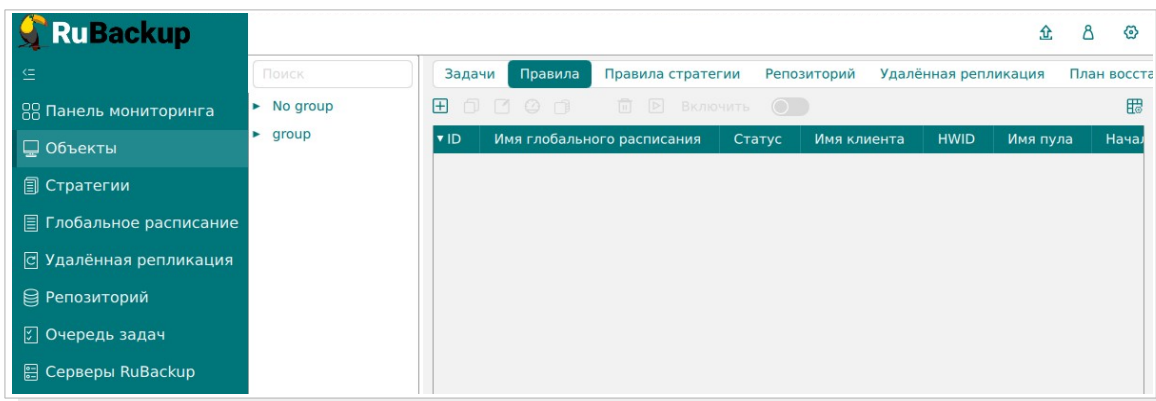 RuBackup
Поиск
Задачи Правила Правила стратегии Репозиторий Удалённая репликация План восста
Панель мониторинга
No group
Включить
group
Объекты
ID Имя глобального расписания Статус Имя клиента HWID Имя пула Начал
Стратегии
Глобальное расписание
Удалённая репликация
Репозиторий
Очередь задач
Серверы RuBackup